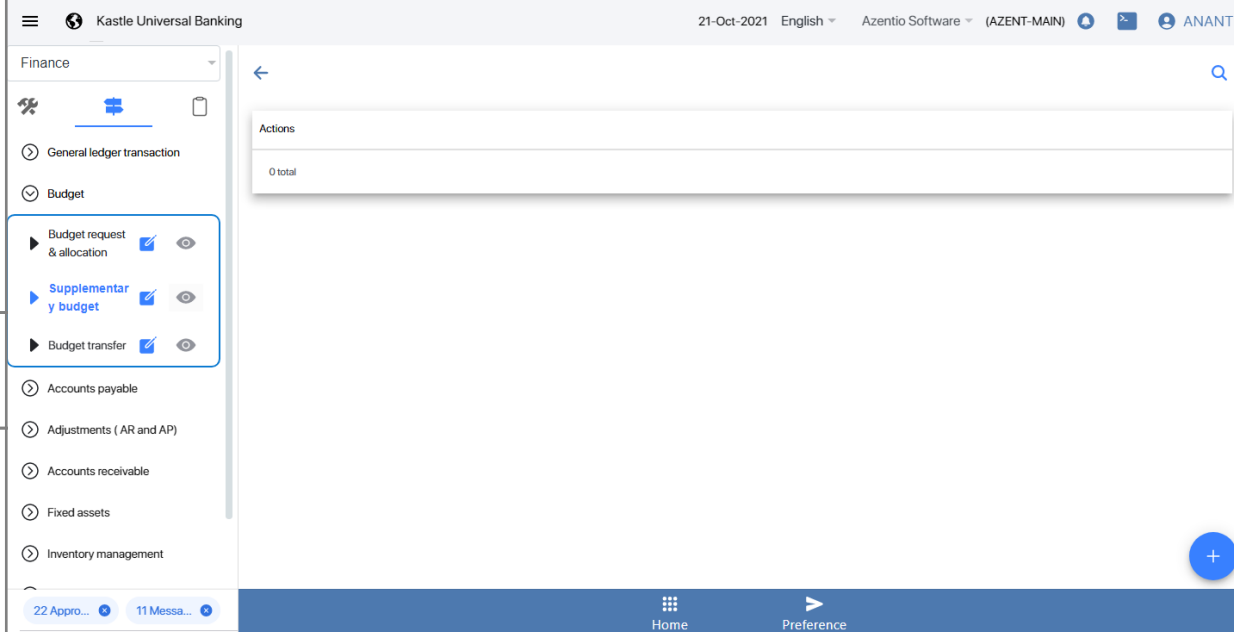 Kastle Universal Banking
21-Oct-2021 English Azentio Software (AZENT-MAIN) ANANT
Finance
Actions
0 total
General ledger transaction
Budget
Budget request
& allocation
Supplementar
y budget
Budget transfer
Accounts payable
Adjustments ( AR and AP)
Accounts receivable
Fixed assets
Inventory management
22 Appro...
11 Messa...
Home
Preference